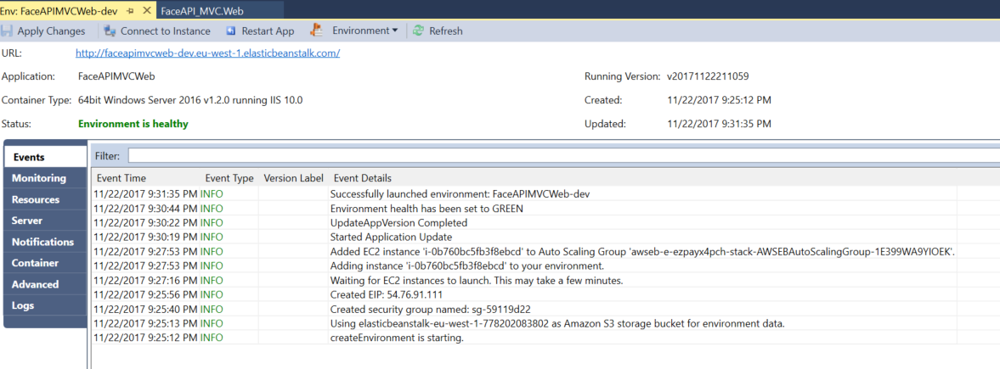 Env: FaceAPIMVCWeb-dev FaceAPI_MVC.Web
Apply Changes Connect to Instance Restart App Environment Refresh
URL: http://faceapimvcweb-dev.eu-west-1.elasticbeanstalk.com/
Application: FaceAPIMVCWeb Running Version: v20171122211059
Container Type: 64bit Windows Server 2016 v1.2.0 running IIS 10.0 Created: 11/22/2017 9:25:12 PM
Status: Environment is healthy Updated: 11/22/2017 9:31:35 PM
Events
Monitoring
Resources
Server
Notifications
Container
Advanced
Logs
Filter:
Event Time Event Type Version Label Event Details
11/22/2017 9:31:35 PM INFO Successfully launched environment: FaceAPIMVCWeb-dev
11/22/2017 9:30:44 PM INFO Environment health has been set to GREEN
11/22/2017 9:30:22 PM INFO UpdateAppVersion Completed
11/22/2017 9:30:19 PM INFO Started Application Update
11/22/2017 9:27:53 PM INFO Added EC2 instance 'i-0b760bc5fb3f8ebcd' to Auto Scaling Group 'awseb-e-ezpayx4pch-stack-AWSEBAutoScalingGroup-1E399WA9YIOEK'.
11/22/2017 9:27:53 PM INFO Adding instance 'i-0b760bc5fb3f8ebcd' to your environment.
11/22/2017 9:27:16 PM INFO Waiting for EC2 instances to launch. This may take a few minutes.
11/22/2017 9:25:56 PM INFO Created EIP: 54.76.91.111
11/22/2017 9:25:40 PM INFO Created security group named: sg-59119d22
11/22/2017 9:25:13 PM INFO Using elasticbeanstalk-eu-west-1-778202083802 as Amazon S3 storage bucket for environment data.
11/22/2017 9:25:12 PM INFO createEnvironment is starting.